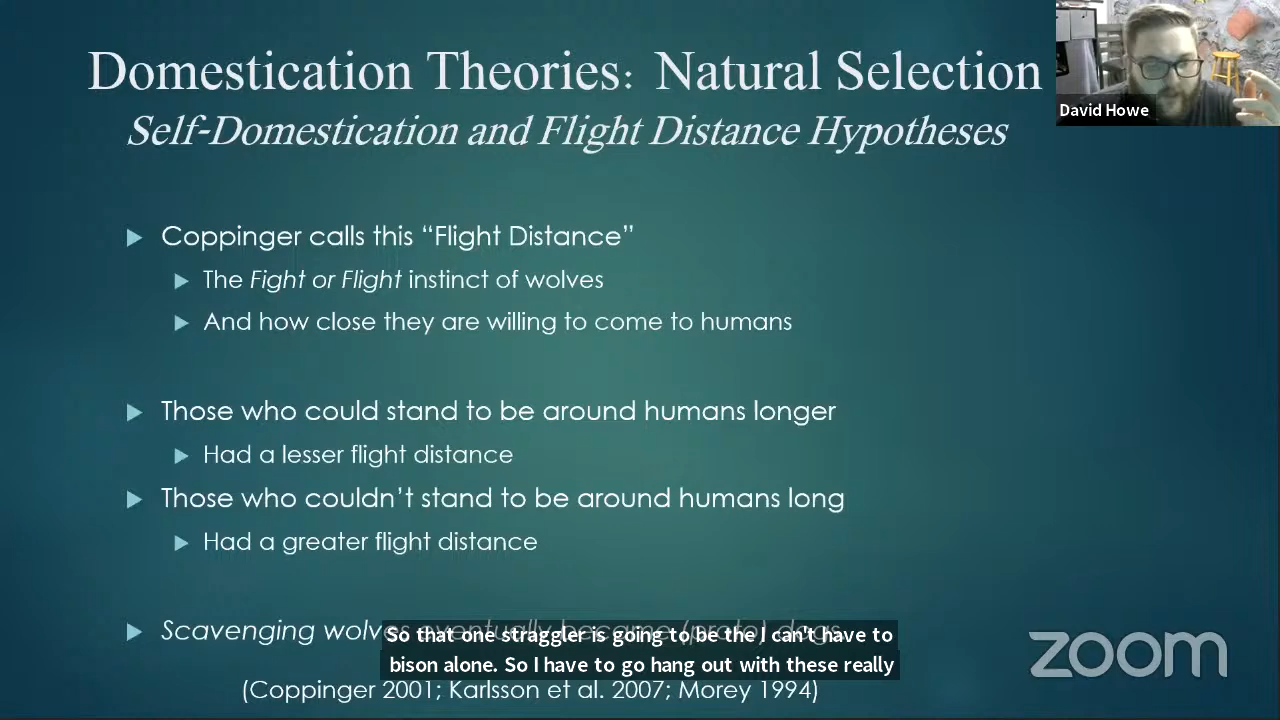 Domestication Theories: Natural Selection
Self-Domestication and Flight Distance Hypotheses
David Howe
Coppinger calls this “Flight Distance”
The Fight or Flight instinct of wolves
And how close they are willing to come to humans
Those who could stand to be around humans longer
Had a lesser flight distance
Those who couldn’t stand to be around humans long
Had a greater flight distance
Scavenging wolves eventually became (proto) dogs
So that one straggler is going to be the I can't have to
bison alone. So I have to go hang out with these really
(Coppinger 2001; Karlsson et al. 2007; Morey 1994)
zoom